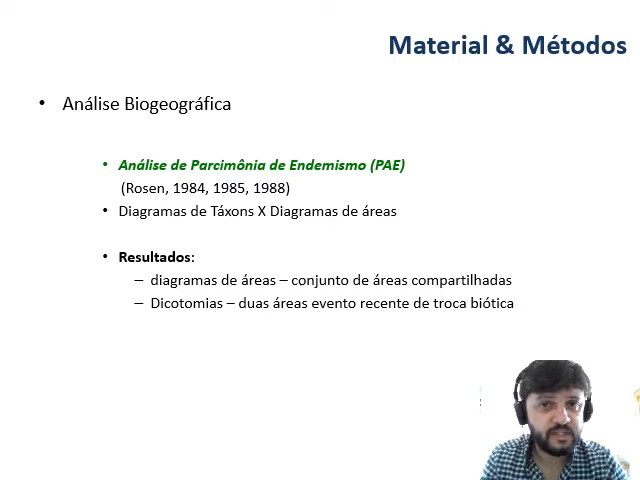 Material & Métodos
• Análise Biogeográfica
• Análise de Parcimônia de Endemismo (PAE)
(Rosen, 1984, 1985, 1988)
• Diagramas de Táxons X Diagramas de áreas
• Resultados:
– diagramas de áreas – conjunto de áreas compartilhadas
– Dicotomias – duas áreas evento recente de troca biótica